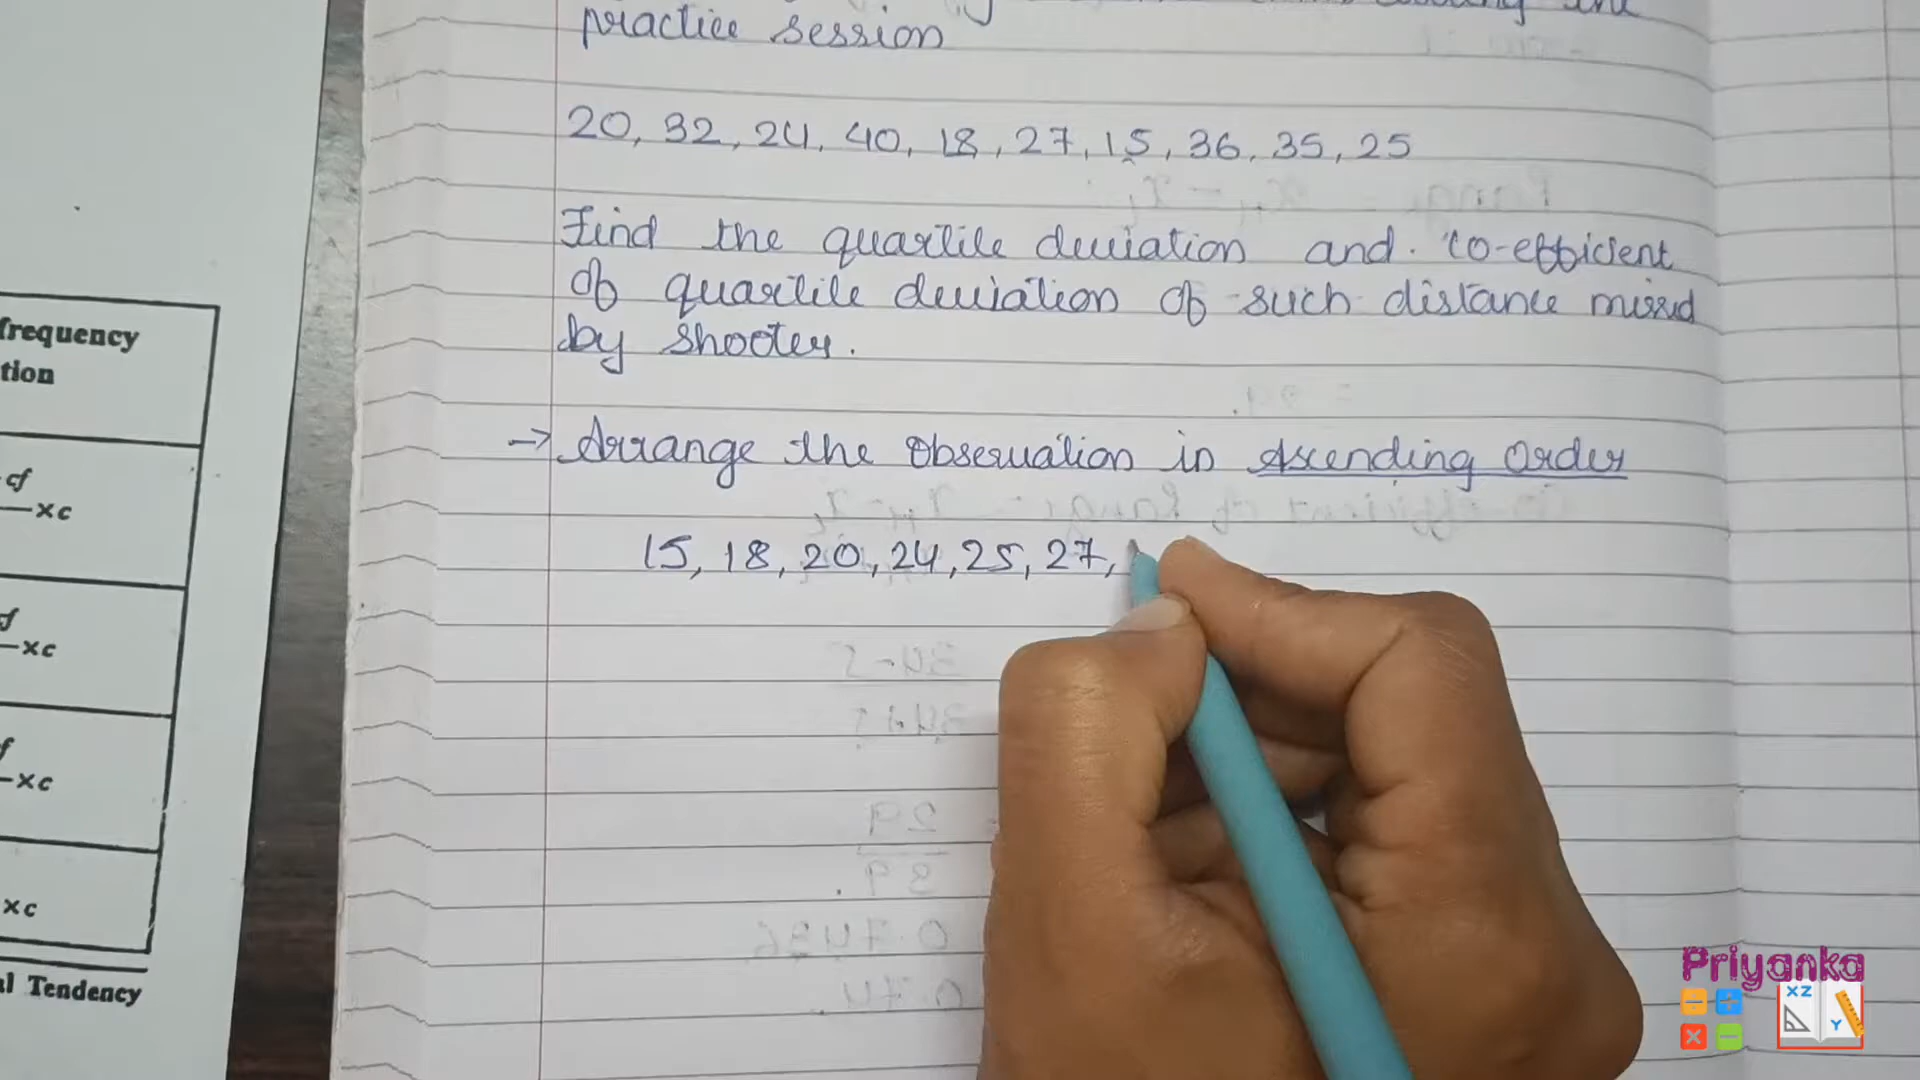 practice session
20, 32, 24, 40, 18, 27, 15, 36, 35, 25
Find the quartile deviation and co-efficient
of quartile deviation of such distance missed
by shooter.
→ Arrange the observation in Ascending order
15, 18, 20, 24, 25, 27,
frequency
tion
cf
xc
f
xc
f
xc
xc
l Tendency
Priyanka
XZ
Y